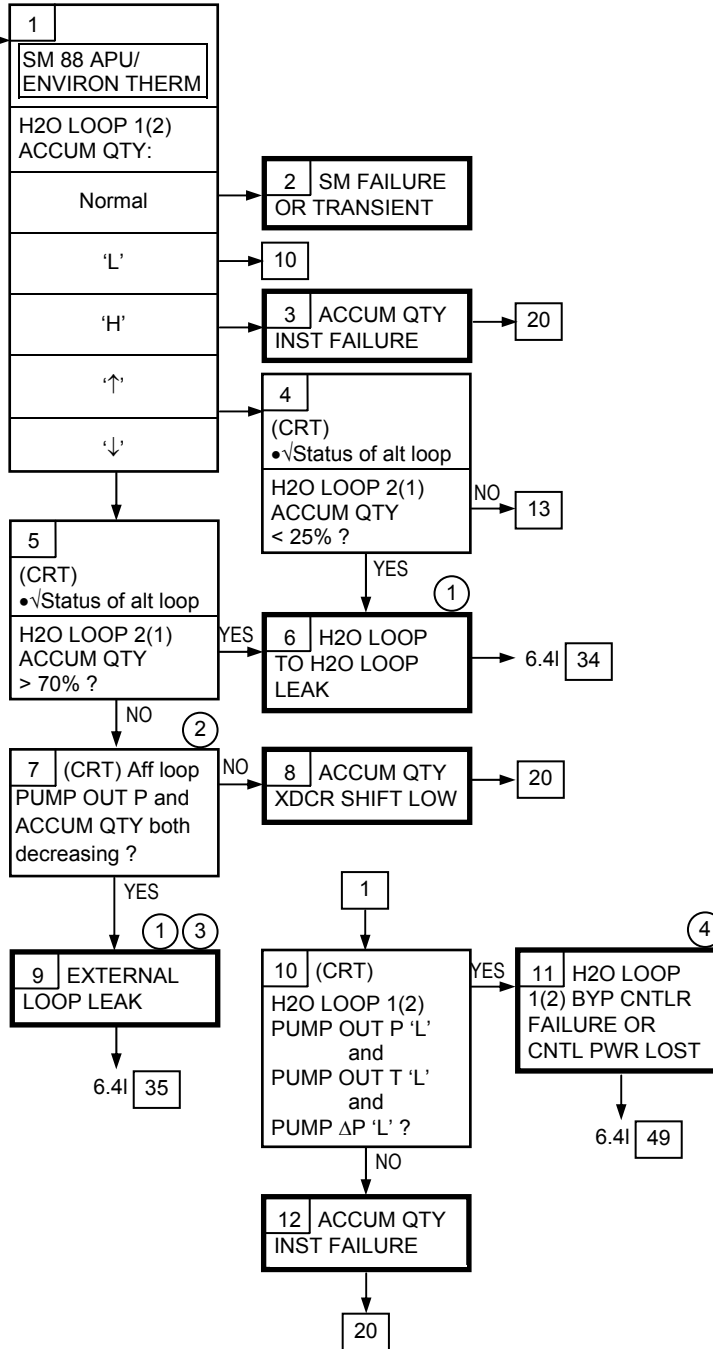 1
SM 88 APU/
ENVIRON THERM
H2O LOOP 1(2)
ACCUM QTY:
Normal
‘L’
‘H’
‘↑’
‘↓’
2 SM FAILURE
OR TRANSIENT
10
3 ACCUM QTY
INST FAILURE
20
4
(CRT)
•√Status of alt loop
H2O LOOP 2(1)
ACCUM QTY
< 25% ?
NO
13
YES
5
(CRT)
•√Status of alt loop
H2O LOOP 2(1)
ACCUM QTY
> 70% ?
YES
NO
1
6 H2O LOOP
TO H2O LOOP
LEAK
6.4I 34
2
7 (CRT) Aff loop
PUMP OUT P and
ACCUM QTY both
decreasing ?
NO
YES
8 ACCUM QTY
XDCR SHIFT LOW
20
1 3
9 EXTERNAL
LOOP LEAK
6.4I 35
1
10 (CRT)
H2O LOOP 1(2)
PUMP OUT P ‘L’
and
PUMP OUT T ‘L’
and
PUMP ∆P ‘L’ ?
YES
NO
4
11 H2O LOOP
1(2) BYP CNTLR
FAILURE OR
CNTL PWR LOST
6.4I 49
12 ACCUM QTY
INST FAILURE
20